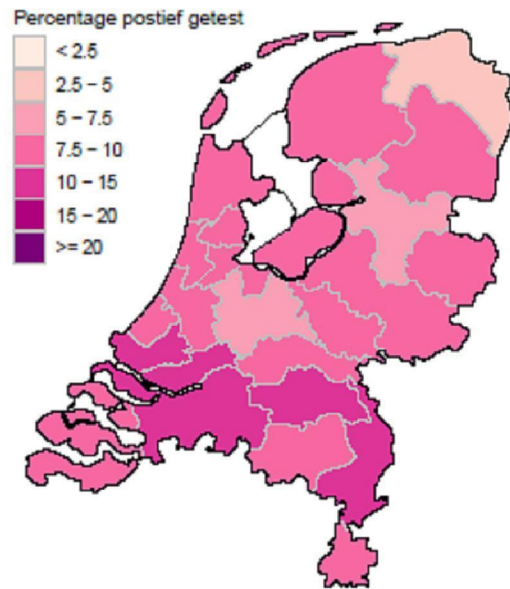 Percentage postief getest
< 2.5
2.5 – 5
5 – 7.5
7.5 – 10
10 – 15
15 – 20
>= 20